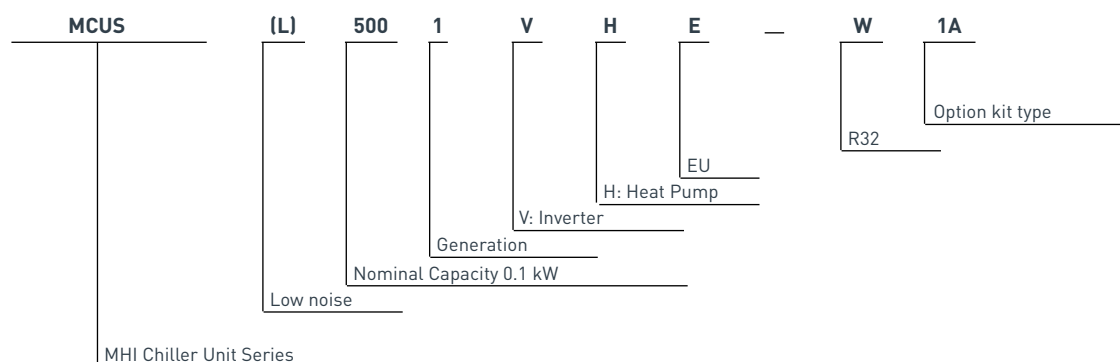 MCUS (L) 500 1 V H E — W 1A
Option kit type
R32
EU
H: Heat Pump
V: Inverter
Generation
Nominal Capacity 0.1 kW
Low noise
MHI Chiller Unit Series